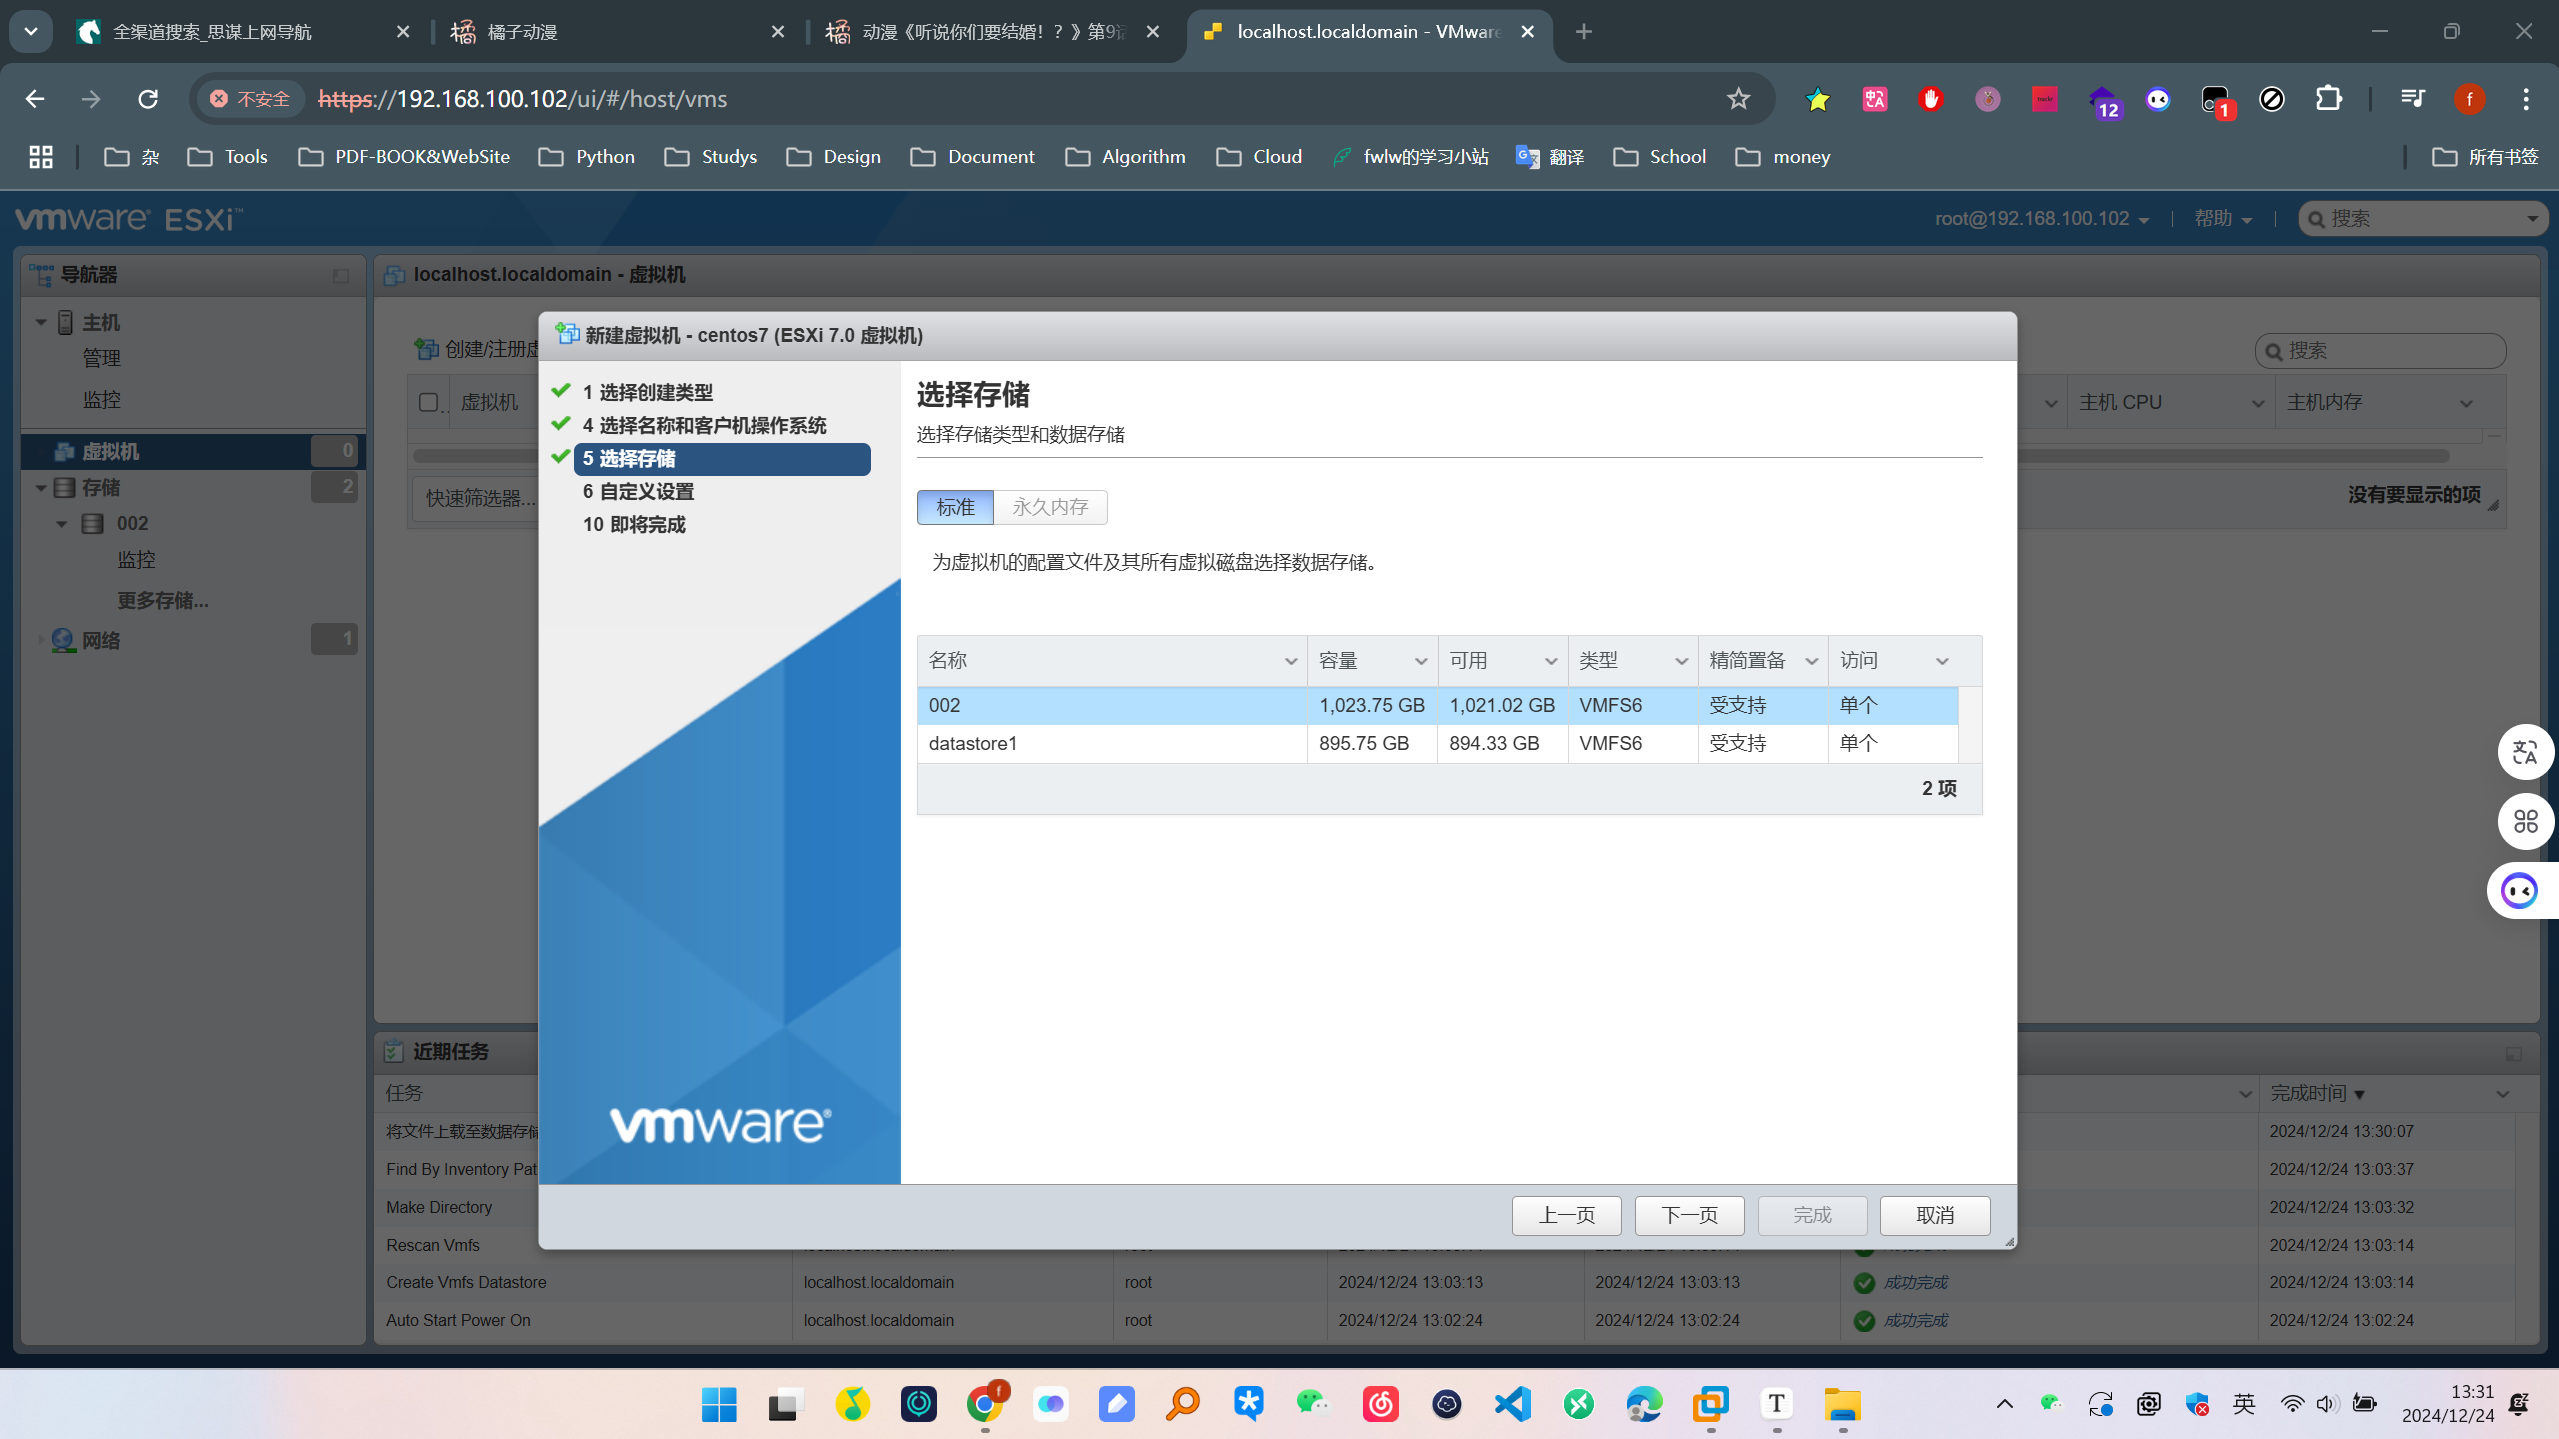 全渠道搜索_思谋上网导航
橘子动漫
动漫《听说你们要结婚！？》第9话
localhost.localdomain - VMware
不安全
https://192.168.100.102/ui/#/host/vms
12
1
f
杂
Tools
PDF-BOOK&WebSite
Python
Studys
Design
Document
Algorithm
Cloud
fwlw的学习小站
翻译
School
money
所有书签
vmware® ESXi™
root@192.168.100.102
帮助
搜索
导航器
localhost.localdomain - 虚拟机
主机
管理
监控
虚拟机
0
存储
2
002
监控
更多存储...
网络
1
创建/注册虚
搜索
虚拟机
主机 CPU
主机内存
快速筛选器...
没有要显示的项
新建虚拟机 - centos7 (ESXi 7.0 虚拟机)
1 选择创建类型
4 选择名称和客户机操作系统
5 选择存储
6 自定义设置
10 即将完成
vmware®
选择存储
选择存储类型和数据存储
标准
永久内存
为虚拟机的配置文件及其所有虚拟磁盘选择数据存储。
名称 容量 可用 类型 精简置备 访问
002 1,023.75 GB 1,021.02 GB VMFS6 受支持 单个
datastore1 895.75 GB 894.33 GB VMFS6 受支持 单个
2 项
上一页
下一页
完成
取消
近期任务
任务
完成时间 ▼
将文件上载至数据存储
2024/12/24 13:30:07
Find By Inventory Pat
2024/12/24 13:03:37
Make Directory
2024/12/24 13:03:32
Rescan Vmfs
2024/12/24 13:03:14
Create Vmfs Datastore localhost.localdomain root 2024/12/24 13:03:13 2024/12/24 13:03:13 成功完成 2024/12/24 13:03:14
Auto Start Power On localhost.localdomain root 2024/12/24 13:02:24 2024/12/24 13:02:24 成功完成 2024/12/24 13:02:24
英
13:31
2024/12/24